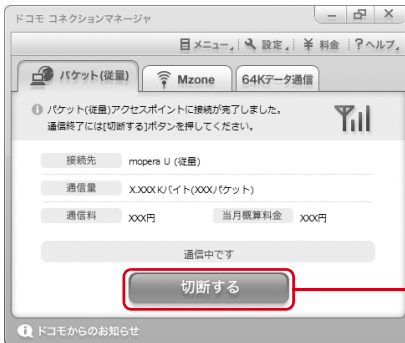 ドコモ コネクションマネージャ
メニュー 設定 ¥ 料金 ?ヘルプ
パケット(従量) Mzone 64Kデータ通信
パケット(従量)アクセスポイントに接続が完了しました。
通信終了には[切断する]ボタンを押してください。
接続先 mopera U (従量)
通信量 X.XXXKバイト(XXXパケット)
通信料 XXX円 当月概算料金 XXX円
通信中です
切断する
ドコモからのお知らせ